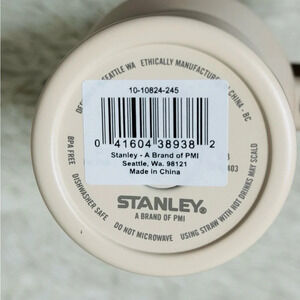 SEATTLE WA ETHICALLY MANUFACTUR
CHINA - BC
10-10824-245
0 41604 38938 2
Stanley - A Brand of PMI
Seattle, Wa. 98121
Made in China
403
BPA FREE
DISHWASHER SAFE
DO NOT MICROWAVE
USING STRAW WITH HOT DRINKS MAY SCALD
STANLEY®
A BRAND OF PMI